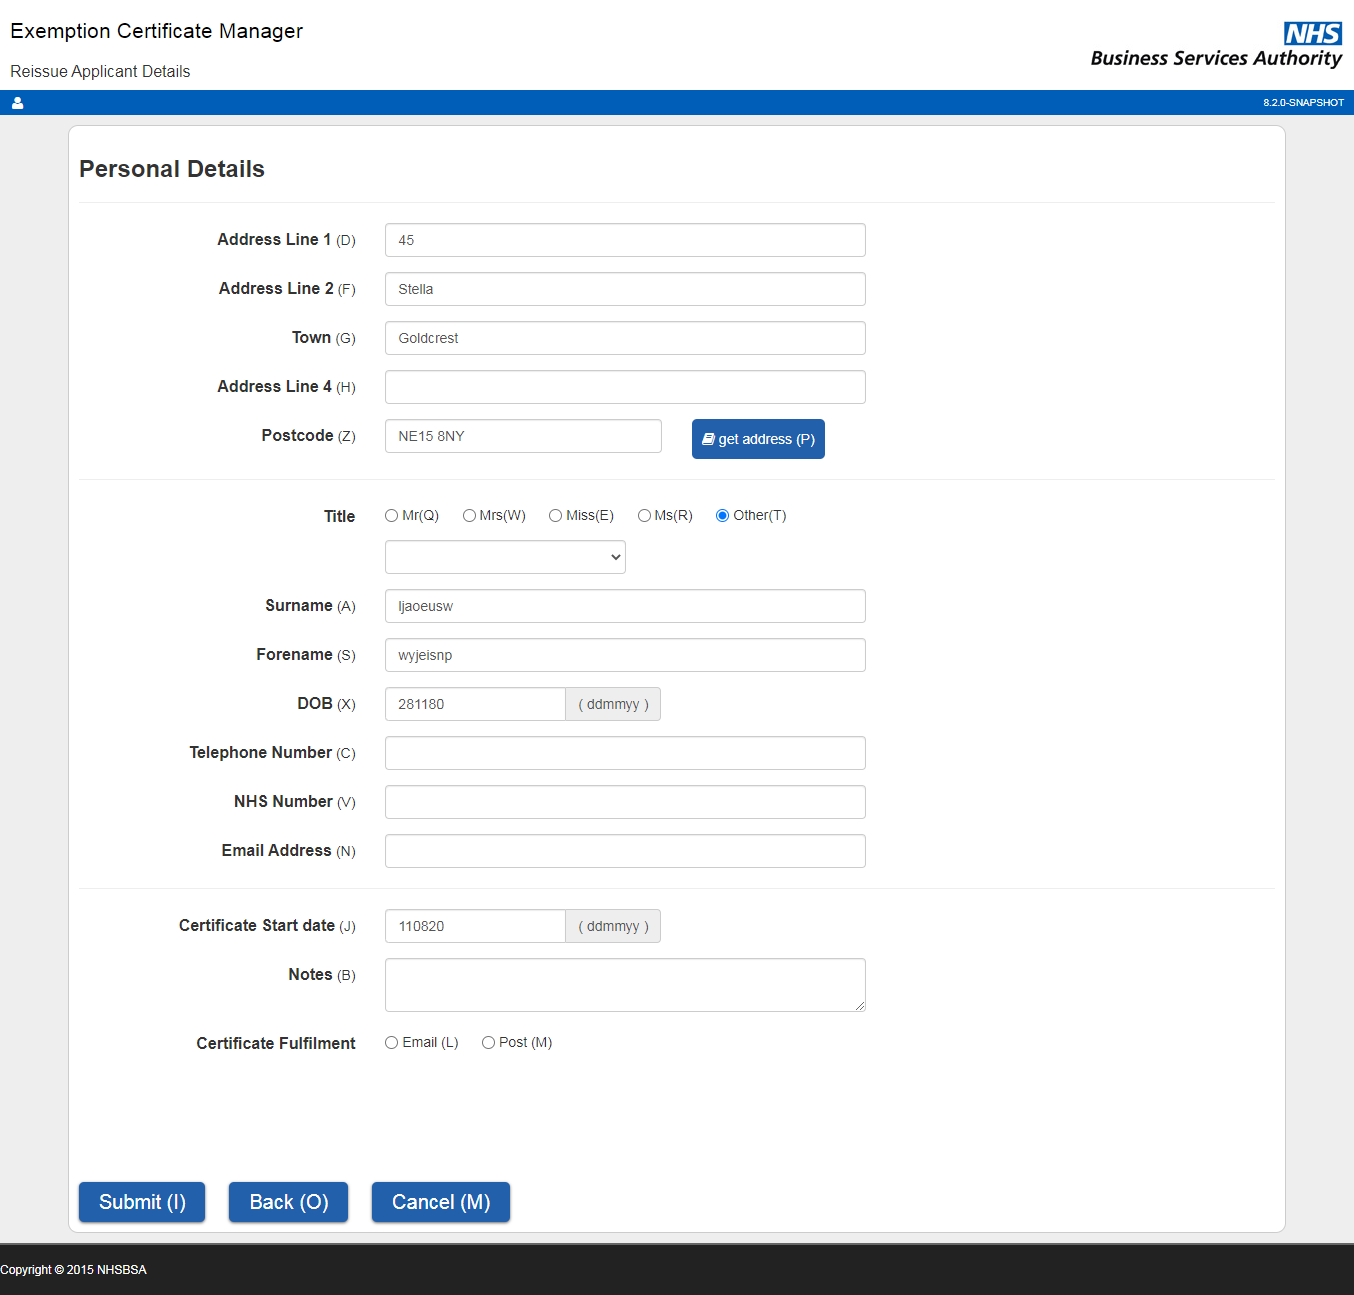 Exemption Certificate Manager
NHS
Business Services Authority
Reissue Applicant Details
8.2.0-SNAPSHOT
Personal Details
Address Line 1 (D) 45
Address Line 2 (F) Stella
Town (G) Goldcrest
Address Line 4 (H)
Postcode (Z) NE15 8NY get address (P)
Title Mr(Q) Mrs(W) Miss(E) Ms(R) Other(T)
Surname (A) ljaoeusw
Forename (S) wyjeisnp
DOB (X) 281180 ( ddmmyy )
Telephone Number (C)
NHS Number (V)
Email Address (N)
Certificate Start date (J) 110820 ( ddmmyy )
Notes (B)
Certificate Fulfilment Email (L) Post (M)
Submit (I) Back (O) Cancel (M)
Copyright © 2015 NHSBSA